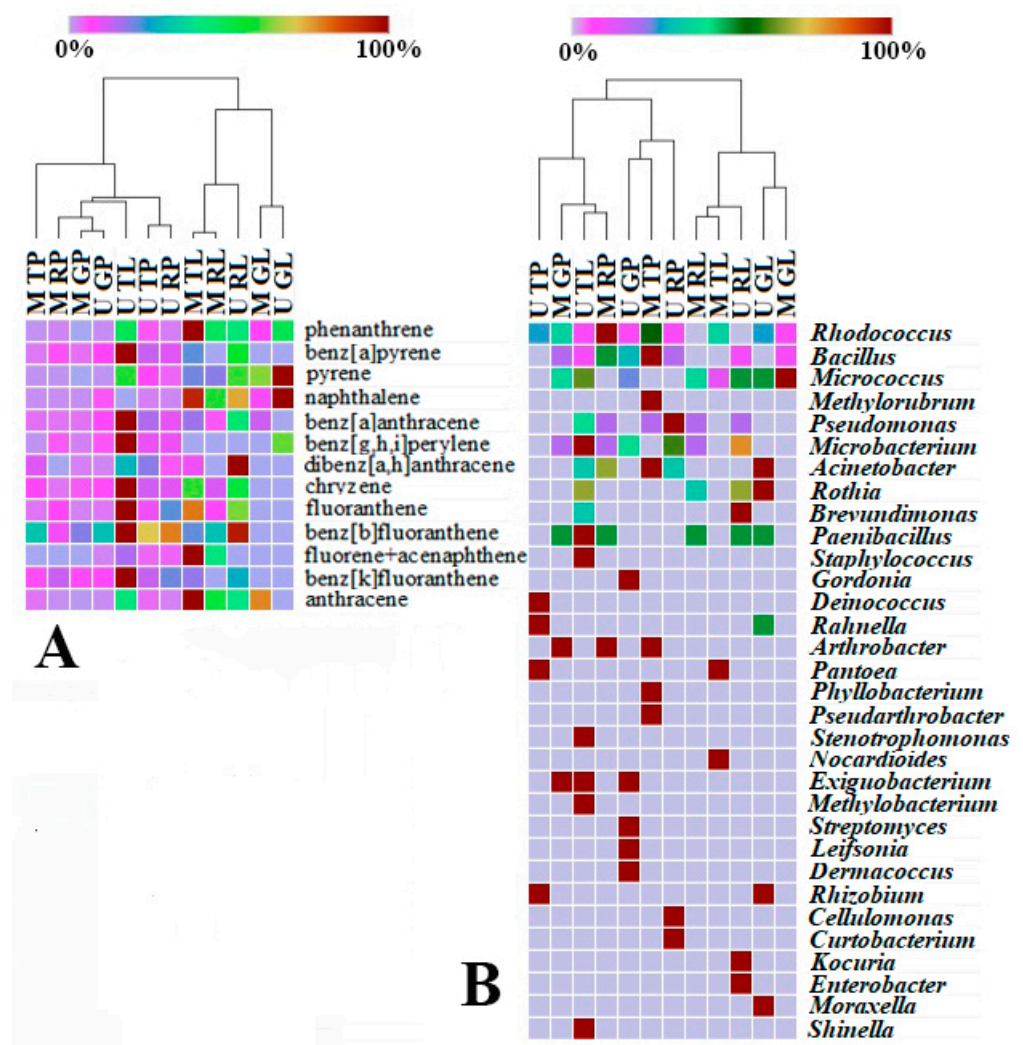 0%
100%
0%
100%
M TP
M RP
M GP
U GP
U TL
U TP
U RP
M TL
M RL
U RL
M GL
U GL
phenanthrene
benz[a]pyrene
pyrene
naphthalene
benz[a]anthracene
benz[g,h,i]perylene
dibenz[a,h]anthracene
chryzene
fluoranthene
benz[b]fluoranthene
fluorene+acenaphthene
benz[k]fluoranthene
anthracene
A
U TP
M GP
U TL
M RP
U GP
M TP
U RP
M RL
M TL
U RL
U GL
M GL
Rhodococcus
Bacillus
Micrococcus
Methylorubrum
Pseudomonas
Microbacterium
Acinetobacter
Rothia
Brevundimonas
Paenibacillus
Staphylococcus
Gordonia
Deinococcus
Rahnella
Arthrobacter
Pantoea
Phyllobacterium
Pseudarthrobacter
Stenotrophomonas
Nocardioides
Exiguobacterium
Methylobacterium
Streptomyces
Leifsonia
Dermacoccus
Rhizobium
Cellulomonas
Curtobacterium
Kocuria
Enterobacter
Moraxella
Shinella
B